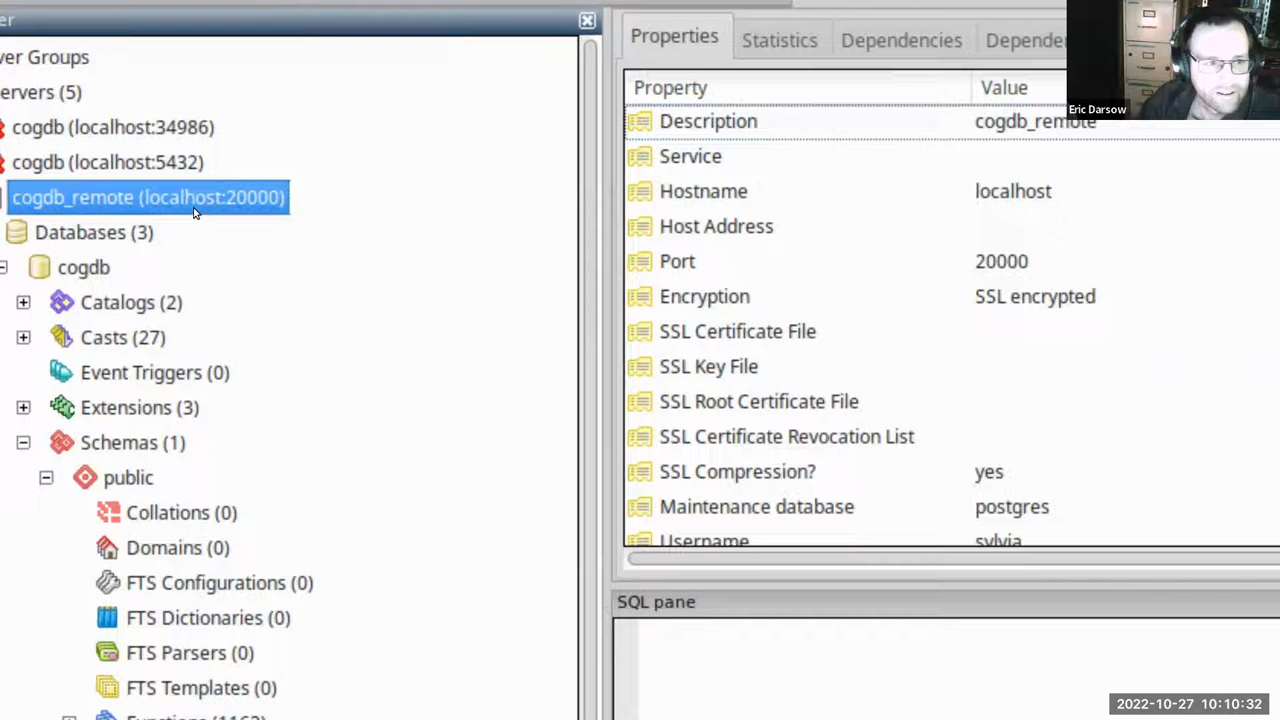 er
ver Groups
ervers (5)
cogdb (localhost:34986)
cogdb (localhost:5432)
cogdb_remote (localhost:20000)
Databases (3)
cogdb
Catalogs (2)
Casts (27)
Event Triggers (0)
Extensions (3)
Schemas (1)
public
Collations (0)
Domains (0)
FTS Configurations (0)
FTS Dictionaries (0)
FTS Parsers (0)
FTS Templates (0)
Functions (1162)
Properties Statistics Dependencies Depende
Property Value
Description cogdb_remote
Service
Hostname localhost
Host Address
Port 20000
Encryption SSL encrypted
SSL Certificate File
SSL Key File
SSL Root Certificate File
SSL Certificate Revocation List
SSL Compression? yes
Maintenance database postgres
Username sylvia
SQL pane
Eric Darsow
2022-10-27 10:10:32